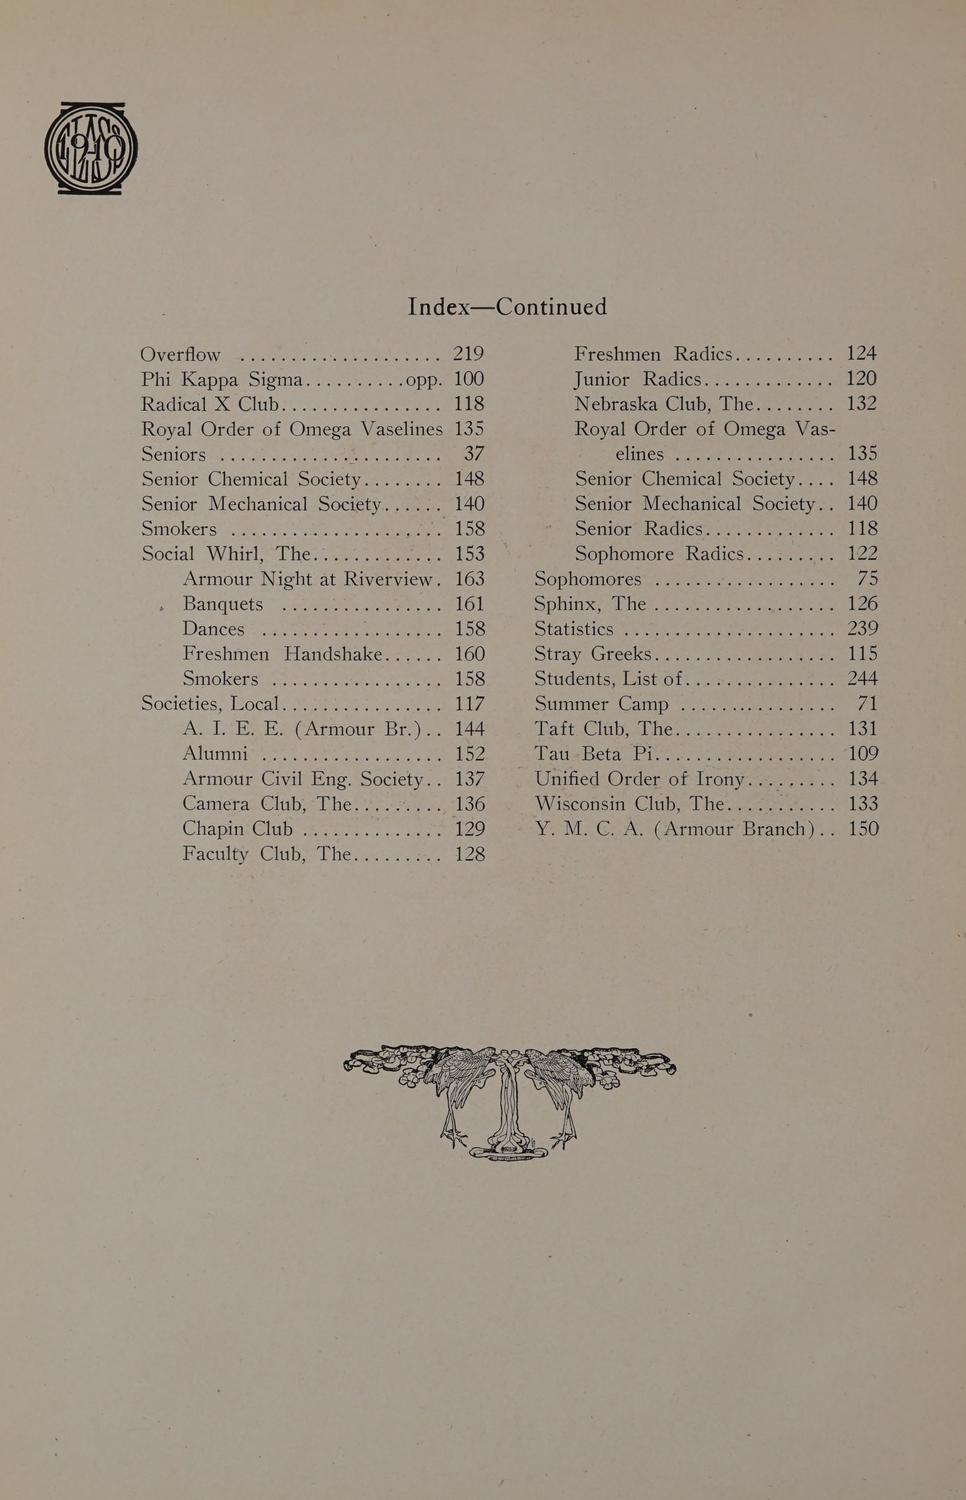 Index—Continued
Overflow ...................... 219
Phi Kappa Sigma..........opp. 100
Radical X Club................ 118
Royal Order of Omega Vaselines 135
Seniors ...................... 37
Senior Chemical Society........ 148
Senior Mechanical Society...... 140
Smokers ...................... 158
Social Whirl, The............. 153
Armour Night at Riverview. 163
Banquets ................ 161
Dances .................. 158
Freshmen Handshake...... 160
Smokers ................. 158
Societies, Local................ 117
A. I. E. E. (Armour Br.).. 144
Alumni .................. 152
Armour Civil Eng. Society.. 137
Camera Club, The......... 136
Chapin Club .............. 129
Faculty Club, The......... 128
Freshmen Radics.......... 124
Junior Radics............. 120
Nebraska Club, The........ 132
Royal Order of Omega Vas-
elines ................ 135
Senior Chemical Society.... 148
Senior Mechanical Society.. 140
Senior Radics............. 118
Sophomore Radics......... 122
Sophomores .................. 75
Sphinx, The .................. 126
Statistics ..................... 239
Stray Greeks.................. 115
Students, List of............... 244
Summer Camp ............... 71
Taft Club, The................ 131
Tau Beta Pi.................. 109
Unified Order of Irony......... 134
Wisconsin Club, The........... 133
Y. M. C. A. (Armour Branch).. 150